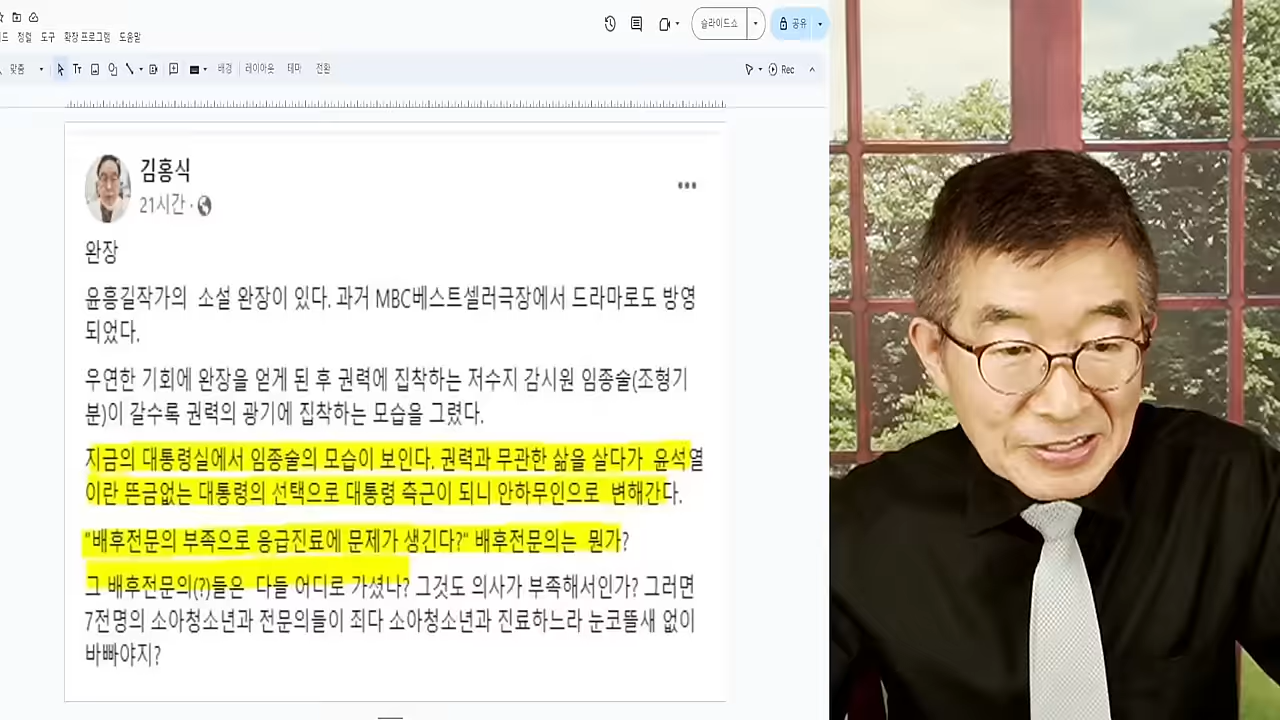 정렬 도구 확장 프로그램 도움말
슬라이드쇼
공유
맞춤
배경 레이아웃 테마 전환
Rec
김홍식
21시간
완장
윤흥길작가의 소설 완장이 있다. 과거 MBC베스트셀러극장에서 드라마로도 방영
되었다.
우연한 기회에 완장을 얻게 된 후 권력에 집착하는 저수지 감시원 임종술(조형기
분)이 갈수록 권력의 광기에 집착하는 모습을 그렸다.
지금의 대통령실에서 임종술의 모습이 보인다. 권력과 무관한 삶을 살다가 윤석열
이란 뜬금없는 대통령의 선택으로 대통령 측근이 되니 안하무인으로 변해간다.
"배후전문의 부족으로 응급진료에 문제가 생긴다?" 배후전문의는 뭔가?
그 배후전문의(?)들은 다들 어디로 가셨나? 그것도 의사가 부족해서인가? 그러면
7천명의 소아청소년과 전문의들이 죄다 소아청소년과 진료하느라 눈코뜰새 없이
바빠야지?